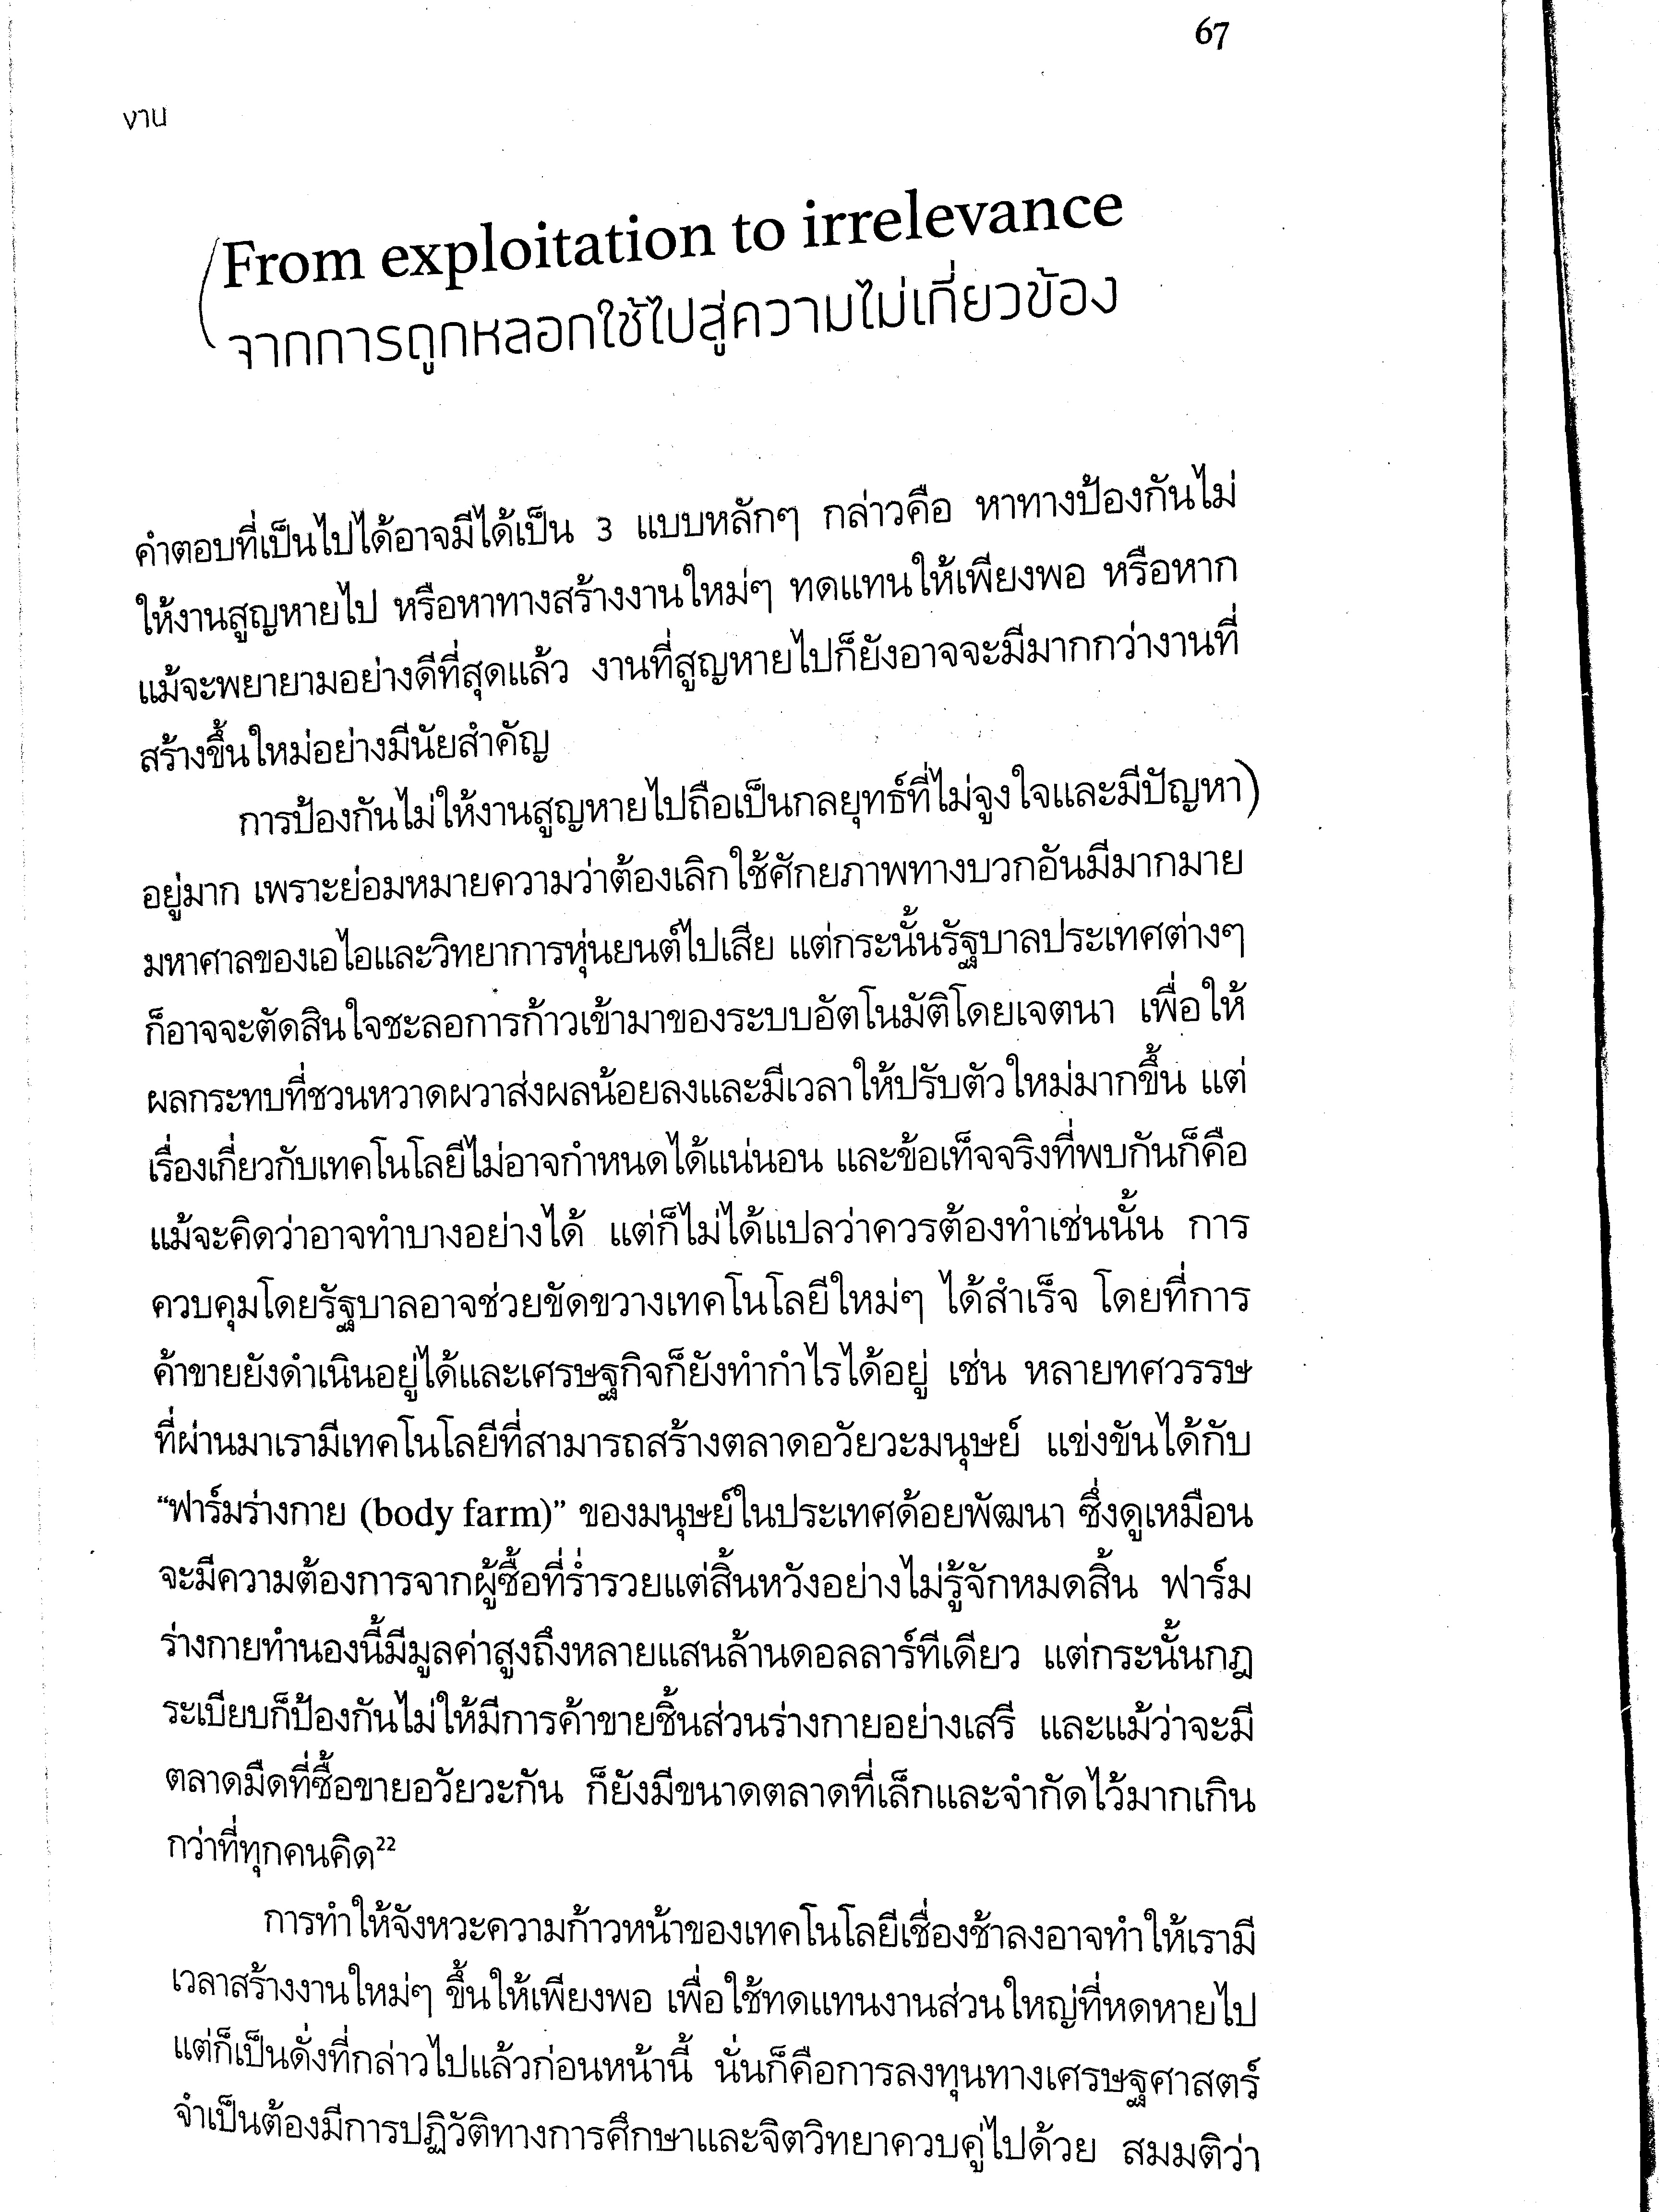 67
งาน
From exploitation to irrelevance
จากการถูกหลอกใช้ไปสู่ความไม่เกี่ยวข้อง
คำตอบที่เป็นไปได้อาจมีได้เป็น 3 แบบหลักๆ กล่าวคือ หาทางป้องกันไม่
ให้งานสูญหายไป หรือหาทางสร้างงานใหม่ๆ ทดแทนให้เพียงพอ หรือหาก
แม้จะพยายามอย่างดีที่สุดแล้ว งานที่สูญหายไปก็ยังอาจจะมีมากกว่างานที่
สร้างขึ้นใหม่อย่างมีนัยสำคัญ
การป้องกันไม่ให้งานสูญหายไปถือเป็นกลยุทธ์ที่ไม่จูงใจและมีปัญหา
อยู่มาก เพราะย่อมหมายความว่าต้องเลิกใช้ศักยภาพทางบวกอันมีมากมาย
มหาศาลของเอไอและวิทยาการหุ่นยนต์ไปเสีย แต่กระนั้นรัฐบาลประเทศต่างๆ
ก็อาจจะตัดสินใจชะลอการก้าวเข้ามาของระบบอัตโนมัติโดยเจตนา เพื่อให้
ผลกระทบที่ชวนหวาดผวาส่งผลน้อยลงและมีเวลาให้ปรับตัวใหม่มากขึ้น แต่
เรื่องเกี่ยวกับเทคโนโลยีไม่อาจกำหนดได้แน่นอน และข้อเท็จจริงที่พบกันก็คือ
แม้จะคิดว่าอาจทำบางอย่างได้ แต่ก็ไม่ได้แปลว่าควรต้องทำเช่นนั้น การ
ควบคุมโดยรัฐบาลอาจช่วยขัดขวางเทคโนโลยีใหม่ๆ ได้สำเร็จ โดยที่การ
ค้าขายยังดำเนินอยู่ได้และเศรษฐกิจก็ยังทำกำไรได้อยู่ เช่น หลายทศวรรษ
ที่ผ่านมาเรามีเทคโนโลยีที่สามารถสร้างตลาดอวัยวะมนุษย์ แข่งขันได้กับ
“ฟาร์มร่างกาย (body farm)” ของมนุษย์ในประเทศด้อยพัฒนา ซึ่งดูเหมือน
จะมีความต้องการจากผู้ซื้อที่ร่ำรวยแต่สิ้นหวังอย่างไม่รู้จักหมดสิ้น ฟาร์ม
ร่างกายทำนองนี้มีมูลค่าสูงถึงหลายแสนล้านดอลลาร์ทีเดียว แต่กระนั้นกฎ
ระเบียบก็ป้องกันไม่ให้มีการค้าขายชิ้นส่วนร่างกายอย่างเสรี และแม้ว่าจะมี
ตลาดมืดที่ซื้อขายอวัยวะกัน ก็ยังมีขนาดตลาดที่เล็กและจำกัดไว้มากเกิน
กว่าที่ทุกคนคิด²²
การทำให้จังหวะความก้าวหน้าของเทคโนโลยีเชื่องช้าลงอาจทำให้เรามี
เวลาสร้างงานใหม่ๆ ขึ้นให้เพียงพอ เพื่อใช้ทดแทนงานส่วนใหญ่ที่หดหายไป
แต่ก็เป็นดั่งที่กล่าวไปแล้วก่อนหน้านี้ นั่นก็คือการลงทุนทางเศรษฐศาสตร์
จำเป็นต้องมีการปฏิวัติทางการศึกษาและจิตวิทยาควบคู่ไปด้วย สมมติว่า